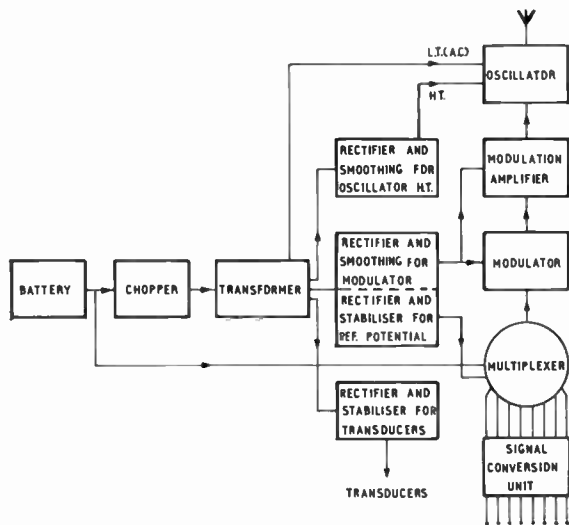 L.T.(A.C)
OSCILLATOR
H.T.
RECTIFIER AND
SMOOTHING FOR
OSCILLATOR H.T.
MODULATION
AMPLIFIER
RECTIFIER AND
SMOOTHING FOR
MODULATOR
MODULATOR
BATTERY
CHOPPER
TRANSFORMER
RECTIFIER AND
STABILISER FOR
REF. POTENTIAL
MULTIPLEXER
RECTIFIER AND
STABILISER FOR
TRANSDUCERS
SIGNAL
CONVERSION
UNIT
TRANSDUCERS